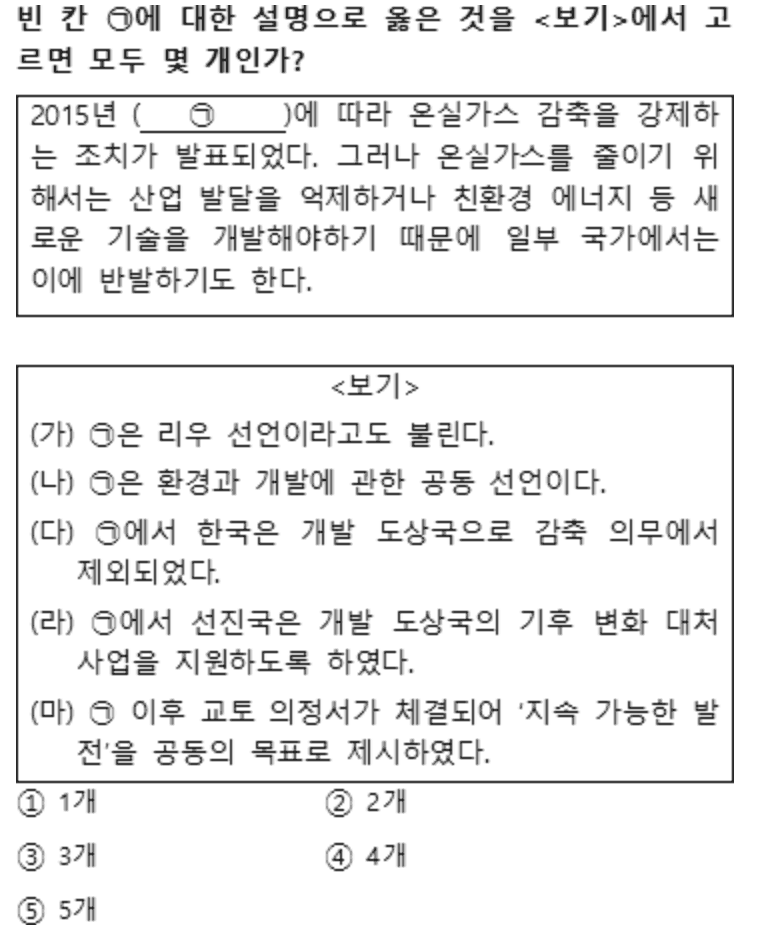 빈 칸 ㉠에 대한 설명으로 옳은 것을 <보기>에서 고
르면 모두 몇 개인가?
2015년 ( ㉠ )에 따라 온실가스 감축을 강제하
는 조치가 발표되었다. 그러나 온실가스를 줄이기 위
해서는 산업 발달을 억제하거나 친환경 에너지 등 새
로운 기술을 개발해야하기 때문에 일부 국가에서는
이에 반발하기도 한다.
<보기>
(가) ㉠은 리우 선언이라고도 불린다.
(나) ㉠은 환경과 개발에 관한 공동 선언이다.
(다) ㉠에서 한국은 개발 도상국으로 감축 의무에서
제외되었다.
(라) ㉠에서 선진국은 개발 도상국의 기후 변화 대처
사업을 지원하도록 하였다.
(마) ㉠ 이후 교토 의정서가 체결되어 '지속 가능한 발
전'을 공동의 목표로 제시하였다.
① 1개 ② 2개
③ 3개 ④ 4개
⑤ 5개